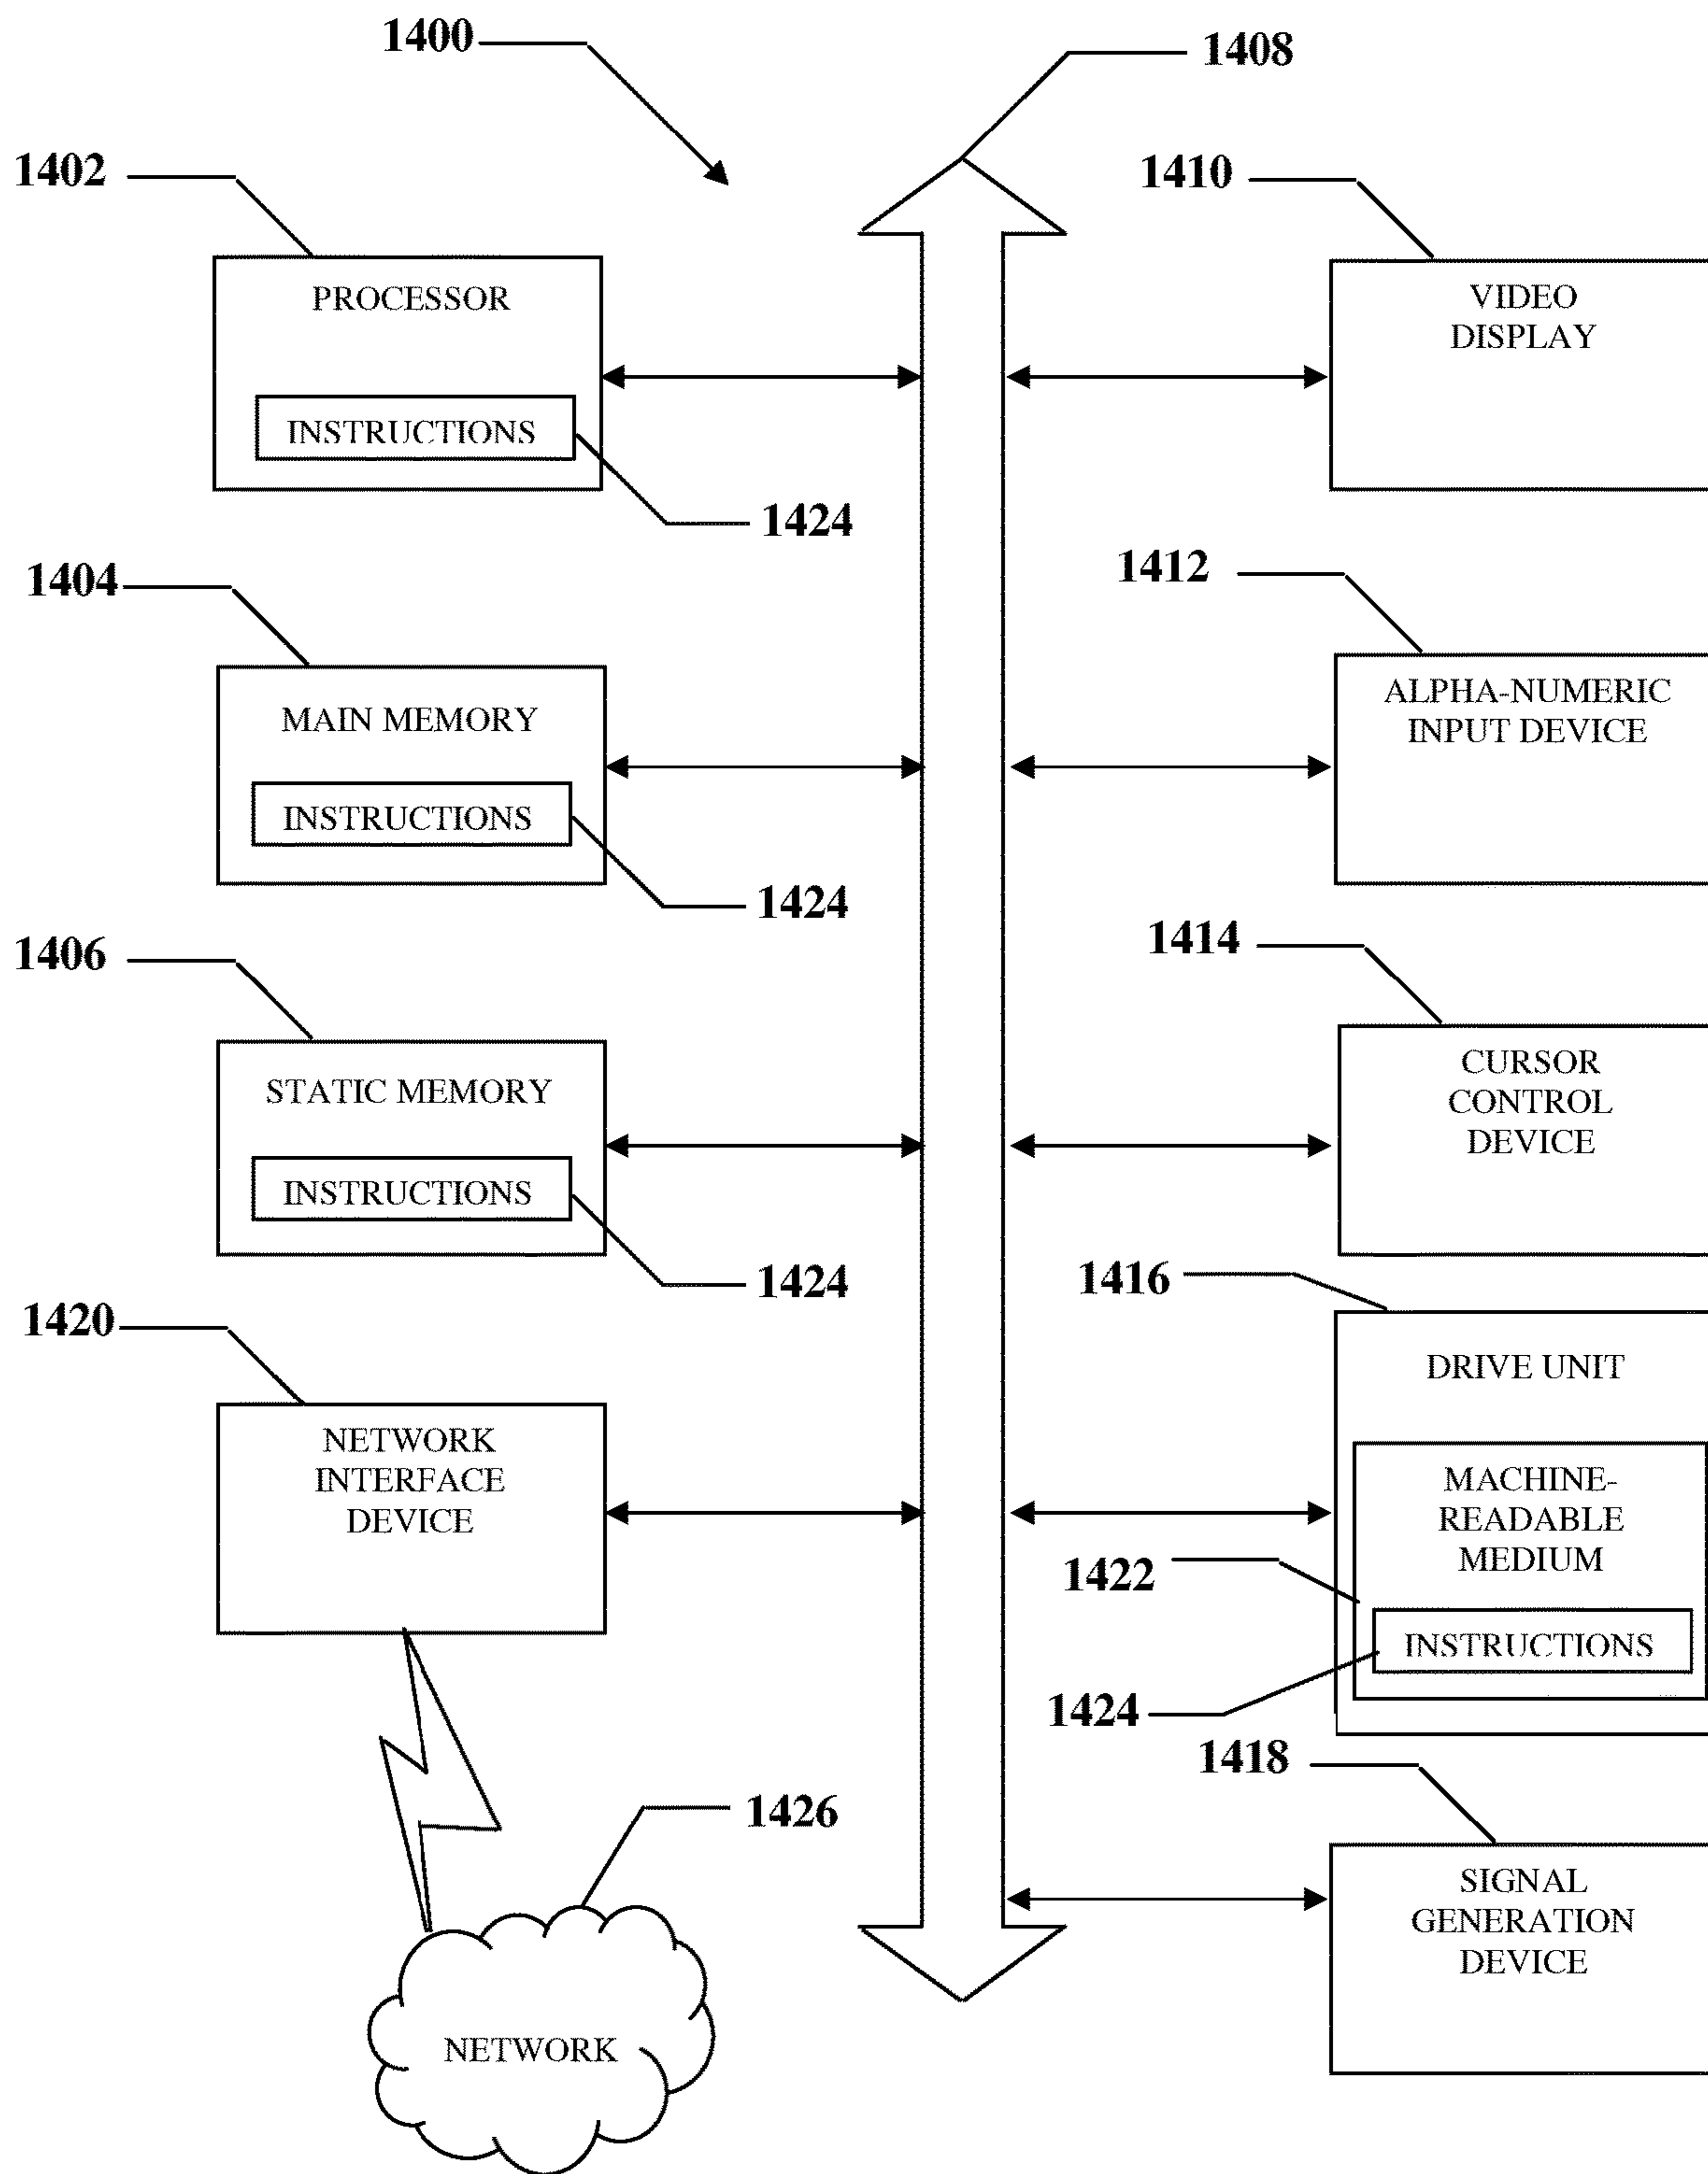 1400
1408
1402
1410
PROCESSOR
INSTRUCTIONS
1424
VIDEO
DISPLAY
1404
1412
MAIN MEMORY
INSTRUCTIONS
1424
ALPHA-NUMERIC
INPUT DEVICE
1406
1414
STATIC MEMORY
INSTRUCTIONS
1424
CURSOR
CONTROL
DEVICE
1420
1416
NETWORK
INTERFACE
DEVICE
DRIVE UNIT
MACHINE-
READABLE
MEDIUM
1422
INSTRUCTIONS
1424
1418
1426
SIGNAL
GENERATION
DEVICE
NETWORK